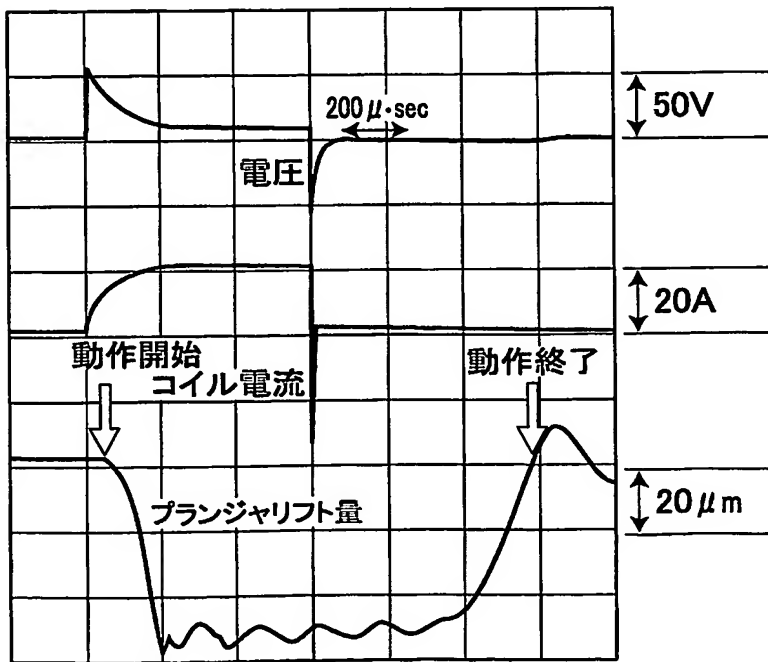 50V
200μ·sec
電圧
20A
動作開始
コイル電流
動作終了
プランジャリフト量
20μm